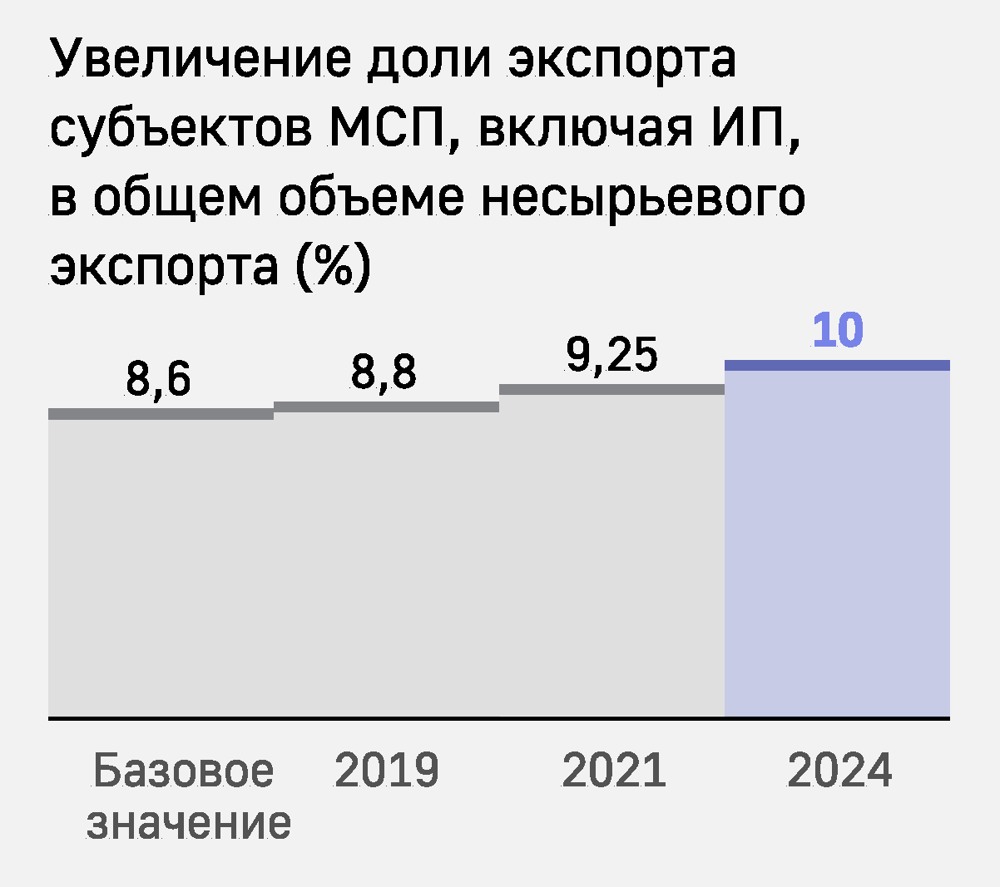 Увеличение доли экспорта
субъектов МСП, включая ИП,
в общем объеме несырьевого
экспорта (%)
8,6
8,8
9,25
10
Базовое
значение
2019
2021
2024